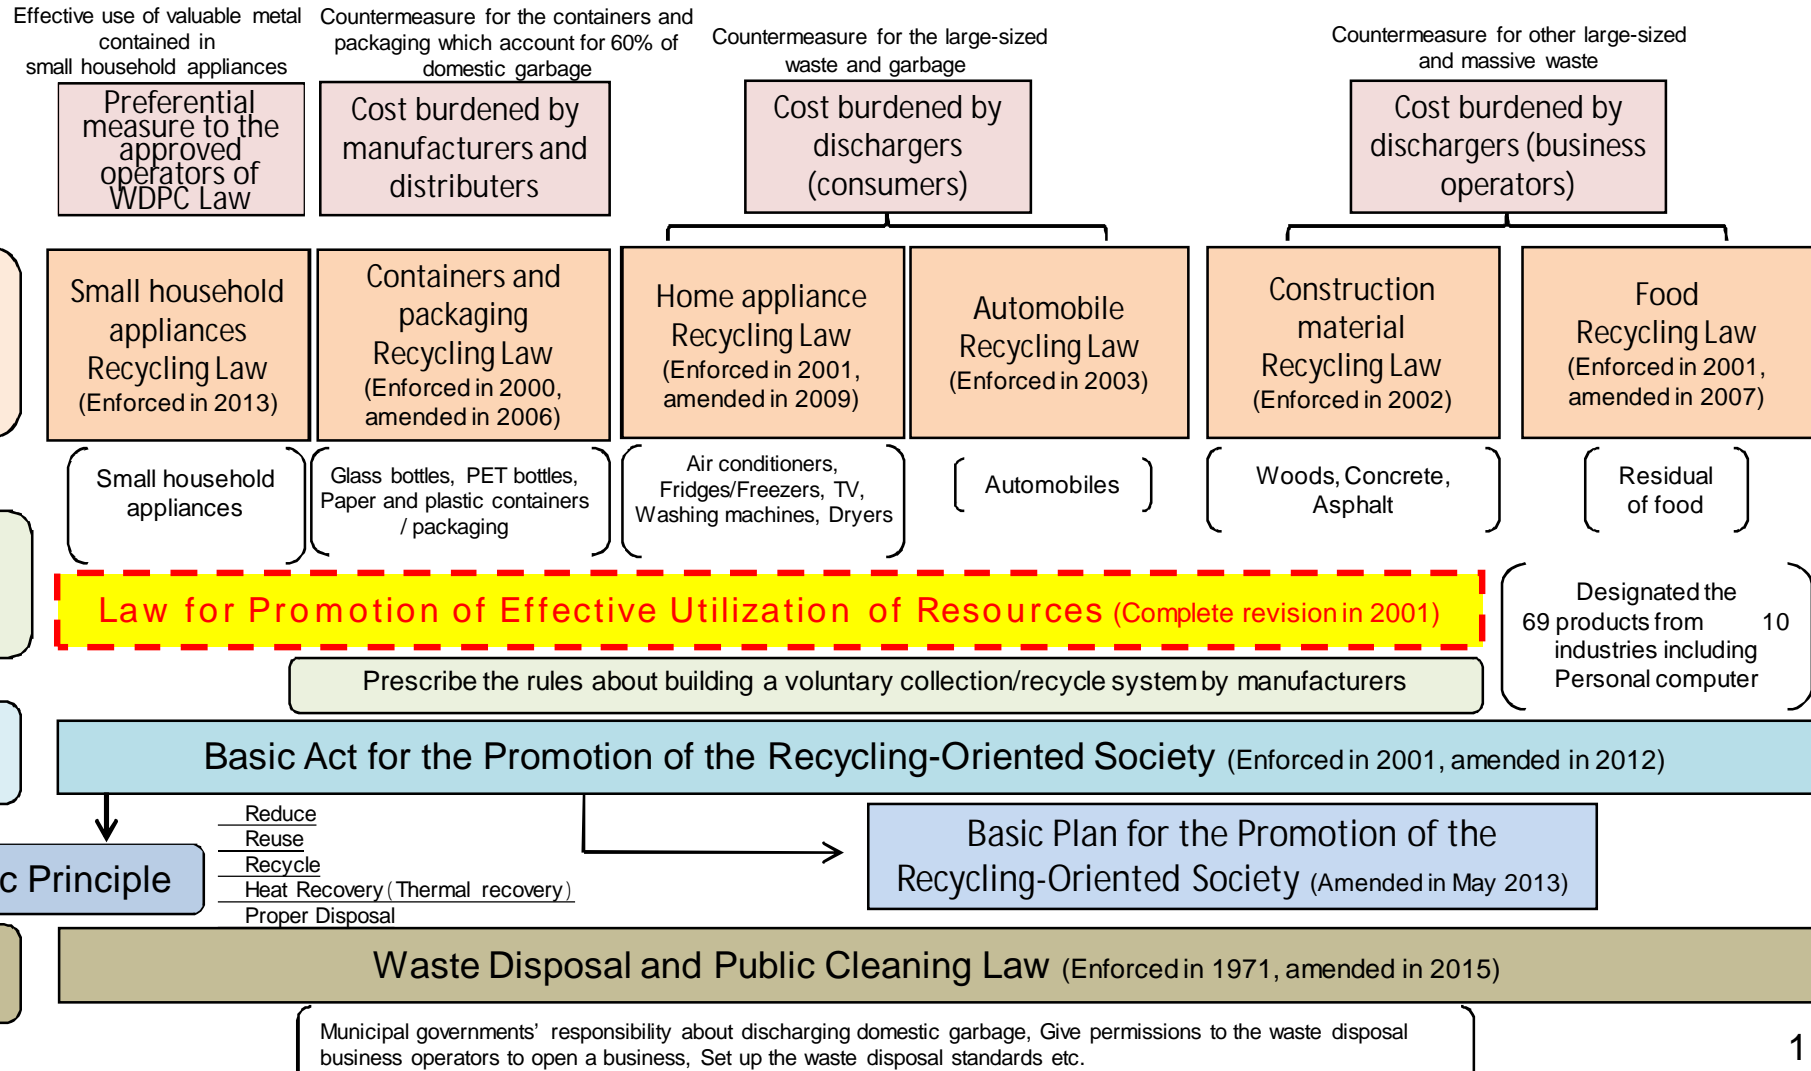 Effective use of valuable metal
contained in
small household appliances
Countermeasure for the containers and
packaging which account for 60% of
domestic garbage
Countermeasure for the large-sized
waste and garbage
Countermeasure for other large-sized
and massive waste
Preferential
measure to the
approved
operators of
WDPC Law
Cost burdened by
manufacturers and
distributers
Cost burdened by
dischargers
(consumers)
Cost burdened by
dischargers (business
operators)
Small household
appliances
Recycling Law
(Enforced in 2013)
Containers and
packaging
Recycling Law
(Enforced in 2000,
amended in 2006)
Home appliance
Recycling Law
(Enforced in 2001,
amended in 2009)
Automobile
Recycling Law
(Enforced in 2003)
Construction
material
Recycling Law
(Enforced in 2002)
Food
Recycling Law
(Enforced in 2001,
amended in 2007)
Small household
appliances
Glass bottles, PET bottles,
Paper and plastic containers
/ packaging
Air conditioners,
Fridges/Freezers, TV,
Washing machines, Dryers
Automobiles
Woods, Concrete,
Asphalt
Residual
of food
Law for Promotion of Effective Utilization of Resources (Complete revision in 2001)
Designated the
69 products from 10
industries including
Personal computer
Prescribe the rules about building a voluntary collection/recycle system by manufacturers
Basic Act for the Promotion of the Recycling-Oriented Society (Enforced in 2001, amended in 2012)
c Principle
Reduce
Reuse
Recycle
Heat Recovery(Thermal recovery)
Proper Disposal
Basic Plan for the Promotion of the
Recycling-Oriented Society (Amended in May 2013)
Waste Disposal and Public Cleaning Law (Enforced in 1971, amended in 2015)
Municipal governments' responsibility about discharging domestic garbage, Give permissions to the waste disposal
business operators to open a business, Set up the waste disposal standards etc.
1